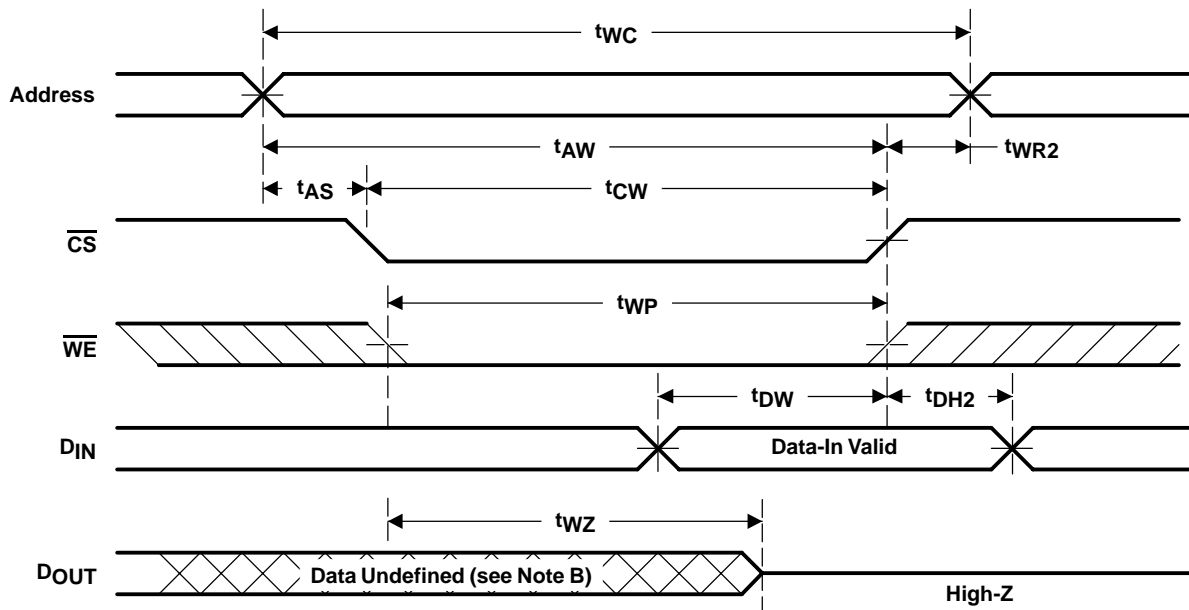 tWC
Address
tAW
tWR2
tAS
tCW
CS
tWP
WE
tDW
tDH2
DIN
Data-In Valid
tWZ
DOUT
Data Undefined (see Note B)
High-Z